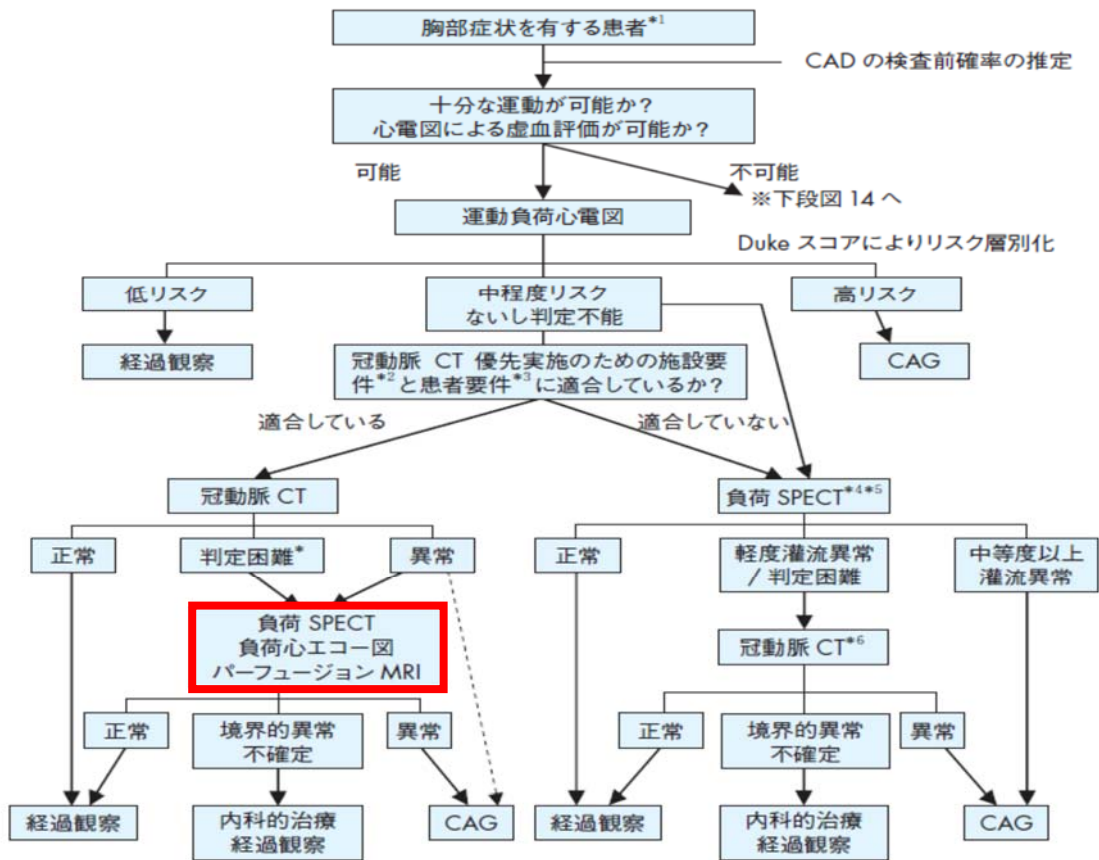 胸部症状を有する患者*1
CAD の検査前確率の推定
十分な運動が可能か?
心電図による虚血評価が可能か?
可能
不可能
※下段図 14 へ
運動負荷心電図
Duke スコアによりリスク層別化
低リスク
中程度リスク
ないし判定不能
高リスク
経過観察
冠動脈 CT 優先実施のための施設要
件*2と患者要件*3に適合しているか?
CAG
適合している
適合していない
冠動脈 CT
負荷 SPECT*4*5
正常
判定困難*
異常
正常
軽度灌流異常
/ 判定困難
中等度以上
灌流異常
負荷 SPECT
負荷心エコー図
パーフュージョン MRI
冠動脈 CT*6
正常
境界的異常
不確定
異常
正常
境界的異常
不確定
異常
経過観察
内科的治療
経過観察
CAG
経過観察
内科的治療
経過観察
CAG